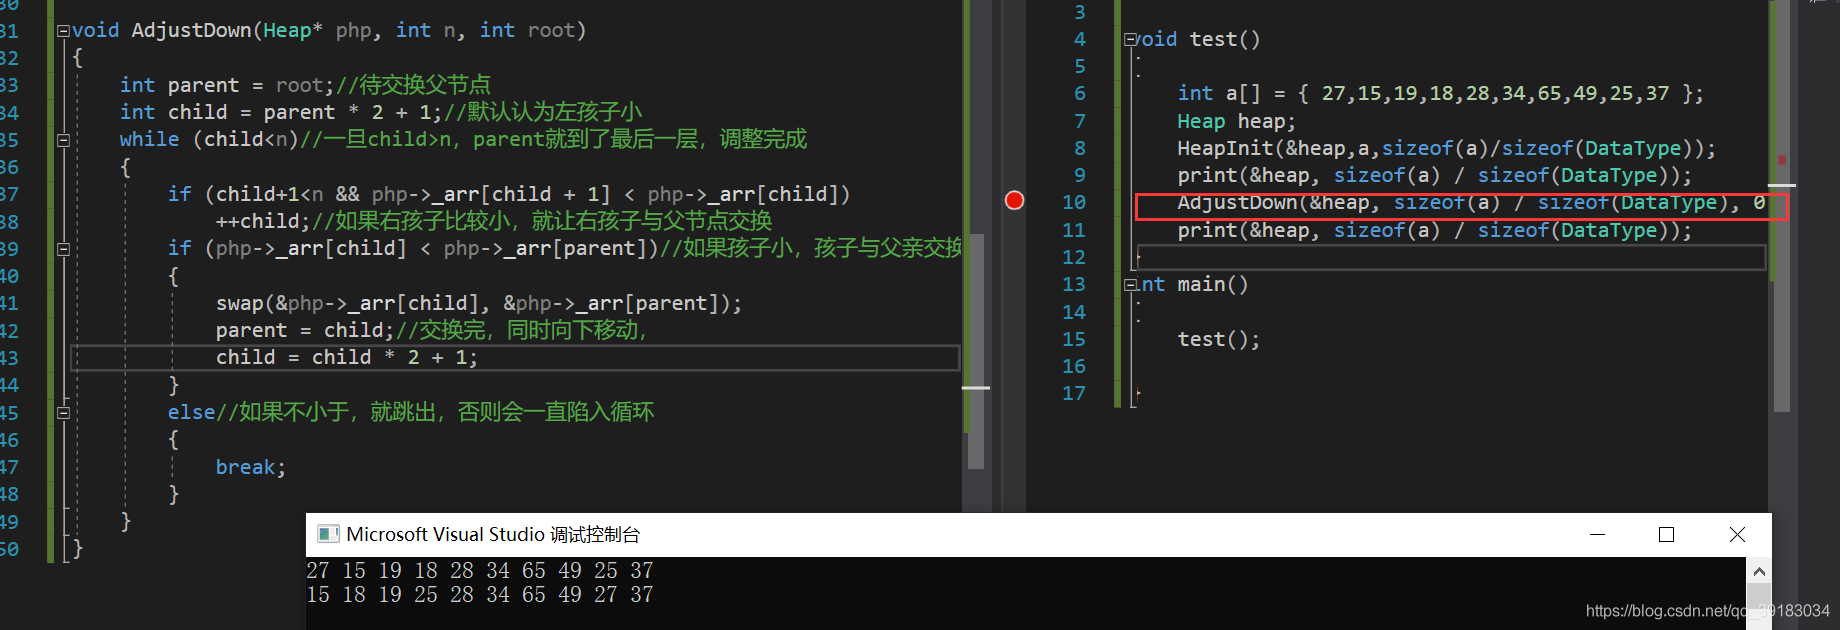 30
31 void AdjustDown(Heap* php, int n, int root)
32 {
33 int parent = root;//待交换父节点
34 int child = parent * 2 + 1;//默认认为左孩子小
35 while (child<n)//一旦child>n，parent就到了最后一层，调整完成
36 {
37 if (child+1<n && php->_arr[child + 1] < php->_arr[child])
38 ++child;//如果右孩子比较小，就让右孩子与父节点交换
39 if (php->_arr[child] < php->_arr[parent])//如果孩子小，孩子与父亲交换
40 {
41 swap(&php->_arr[child], &php->_arr[parent]);
42 parent = child;//交换完，同时向下移动，
43 child = child * 2 + 1;
44 }
45 else//如果不小于，就跳出，否则会一直陷入循环
46 {
47 break;
48 }
49 }
50 }
3
4 void test()
5 {
6 int a[] = { 27,15,19,18,28,34,65,49,25,37 };
7 Heap heap;
8 HeapInit(&heap,a,sizeof(a)/sizeof(DataType));
9 print(&heap, sizeof(a) / sizeof(DataType));
10 AdjustDown(&heap, sizeof(a) / sizeof(DataType), 0
11 print(&heap, sizeof(a) / sizeof(DataType));
12 }
13 int main()
14 {
15 test();
16
17 }
Microsoft Visual Studio 调试控制台
27 15 19 18 28 34 65 49 25 37
15 18 19 25 28 34 65 49 27 37